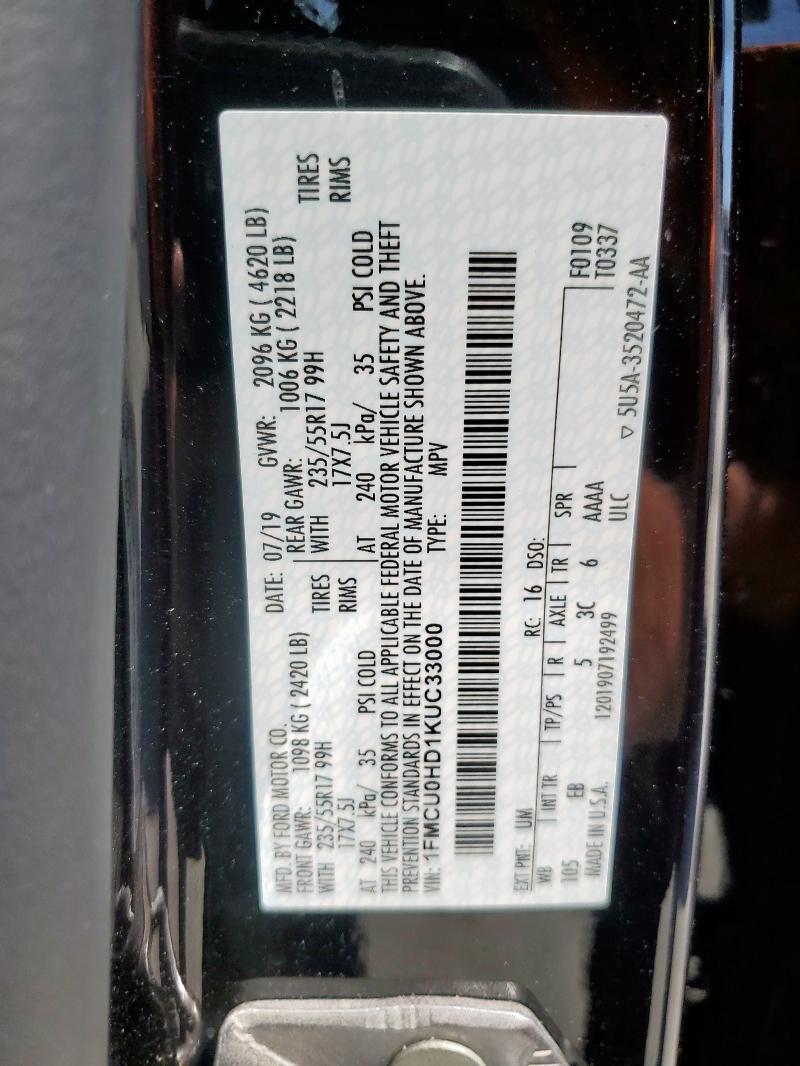 MFD. BY FORD MOTOR CO.
DATE: 07/19 GVWR: 2096 KG ( 4620 LB)
FRONT GAWR: 1098 KG ( 2420 LB) REAR GAWR: 1006 KG ( 2218 LB)
WITH 235/55R17 99H TIRES WITH 235/55R17 99H TIRES
17X7.5J RIMS 17X7.5J RIMS
AT 240 kPa/ 35 PSI COLD AT 240 kPa/ 35 PSI COLD
THIS VEHICLE CONFORMS TO ALL APPLICABLE FEDERAL MOTOR VEHICLE SAFETY AND THEFT
PREVENTION STANDARDS IN EFFECT ON THE DATE OF MANUFACTURE SHOWN ABOVE.
VIN: 1FMCU0HD1KUC33000 TYPE: MPV
EXT PNT: UM RC: 16 DSO:
WB INT TR TP/PS R AXLE TR SPR F0109
105 EB 5 3C 6 AAAA T0337
MADE IN U.S.A. 1201907192499 ULC ▽ 5U5A-3520472-AA